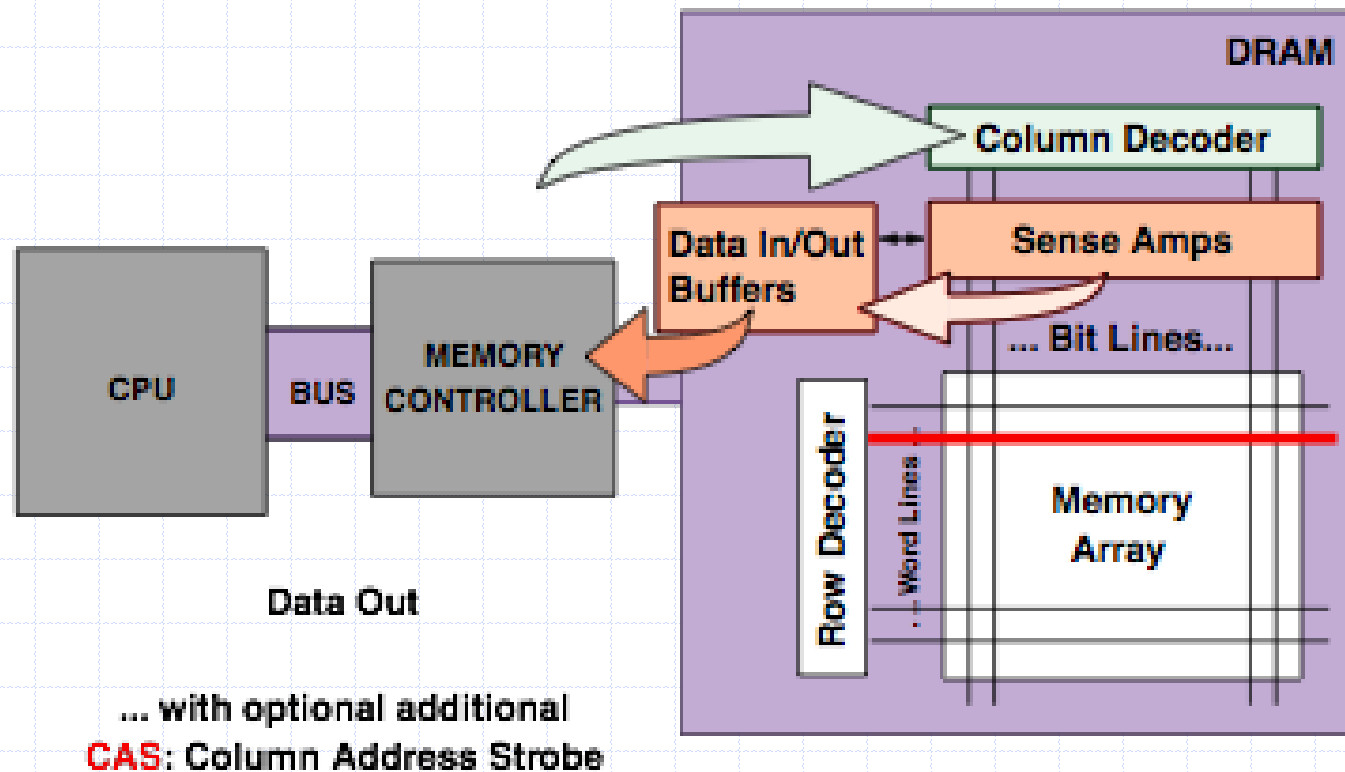 DRAM
Column Decoder
Data In/Out
Buffers
Sense Amps
... Bit Lines...
CPU
BUS
MEMORY
CONTROLLER
Row Decoder
... Word Lines ...
Memory
Array
Data Out
... with optional additional
CAS: Column Address Strobe